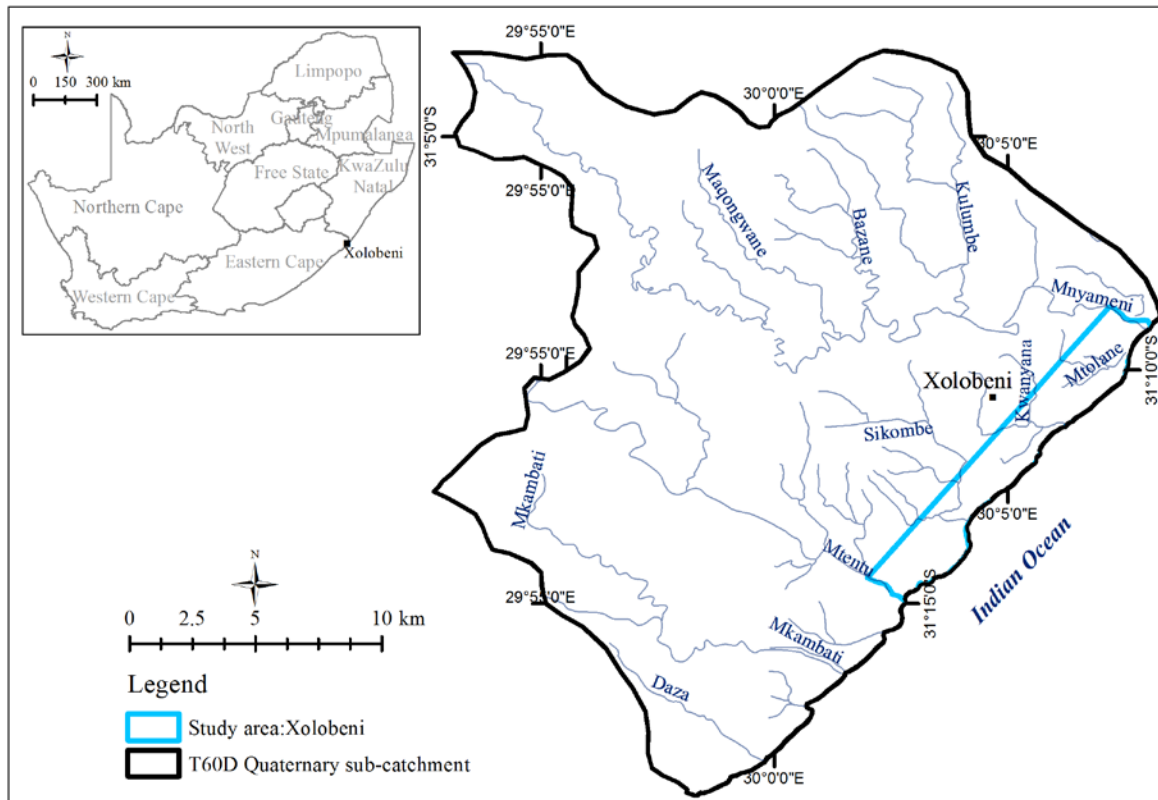 N
0 150 300 km
Limpopo
Gauteng
North
West
Mpumalanga
Free State
KwaZulu
Natal
Northern Cape
Eastern Cape
Western Cape
Xolobeni
29°55'0"E
30°0'0"E
30°5'0"E
31°5'0"S
29°55'0"E
Maqongwane
Bazane
Kulumbe
Mnyameni
Mtolane
31°10'0"S
29°55'0"E
Xolobeni
Kwanyana
Sikombe
Mkambati
30°5'0"E
Mtentu
Indian Ocean
29°55'0"E
31°15'0"S
Mkambati
Daza
30°0'0"E
N
0 5 10 km
Legend
Study area:Xolobeni
T60D Quaternary sub-catchment